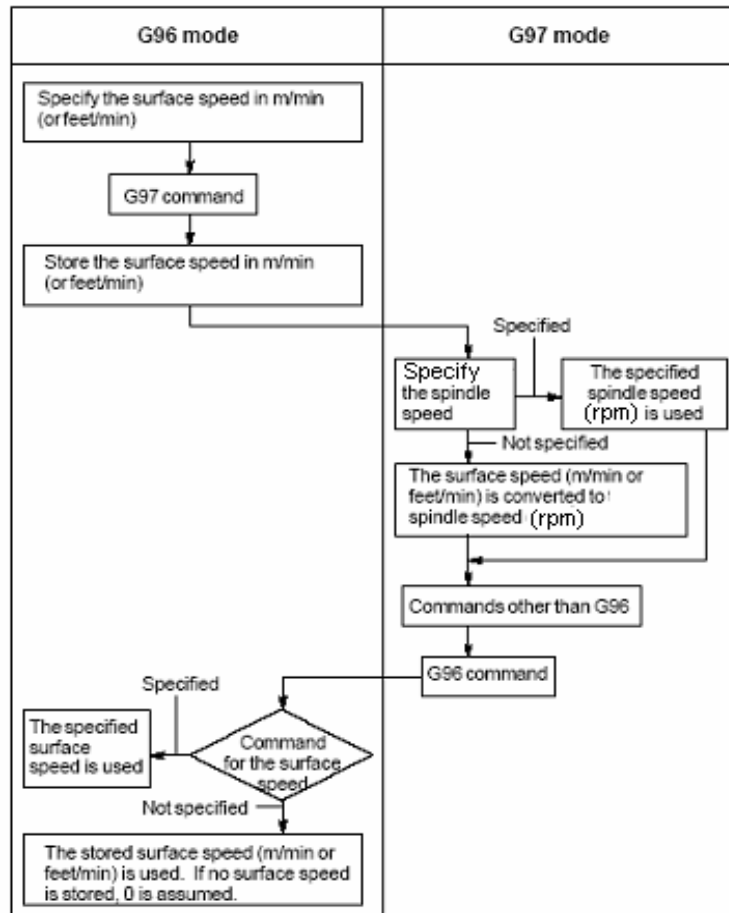 G96 mode
G97 mode
Specify the surface speed in m/min
(or feet/min)
G97 command
Store the surface speed in m/min
(or feet/min)
Specified
Specify
the spindle
speed
The specified
spindle speed
(rpm) is used
Not specified
The surface speed (m/min or
feet/min) is converted to
spindle speed (rpm)
Commands other than G96
G96 command
Specified
The specified
surface
speed is used
Command
for the surface
speed
Not specified
The stored surface speed (m/min or
feet/min) is used. If no surface speed
is stored, 0 is assumed.